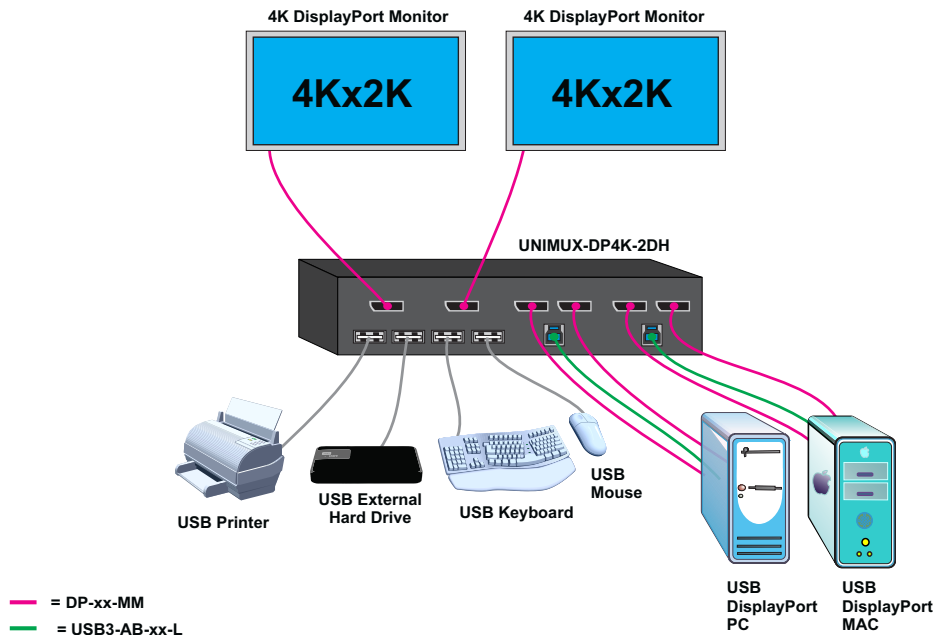 4K DisplayPort Monitor
4K DisplayPort Monitor
4Kx2K
4Kx2K
UNIMUX-DP4K-2DH
USB Printer
USB External
Hard Drive
USB Keyboard
USB
Mouse
USB
DisplayPort
PC
USB
DisplayPort
MAC
= DP-xx-MM
= USB3-AB-xx-L